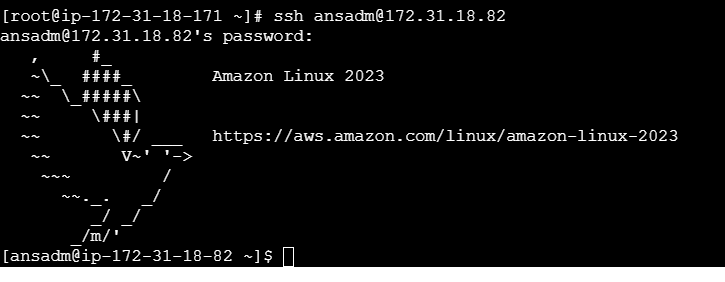 [root@ip-172-31-18-171 ~]# ssh ansadm@172.31.18.82
ansadm@172.31.18.82's password:
   ,     #_
   ~\_  ####_        Amazon Linux 2023
  ~~  \_#####\
  ~~     \###|
  ~~       \#/ ___   https://aws.amazon.com/linux/amazon-linux-2023
   ~~       V~' '->
    ~~~         /
      ~~._.   _/
         _/ _/
       _/m/'
[ansadm@ip-172-31-18-82 ~]$